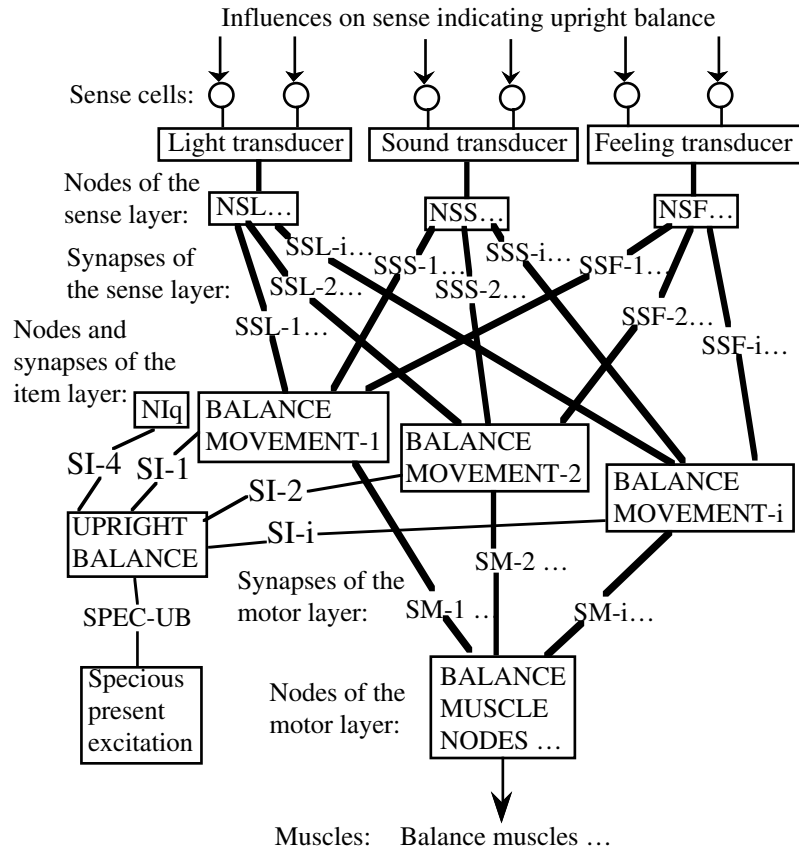 Influences on sense indicating upright balance
Sense cells:
Light transducer
Sound transducer
Feeling transducer
Nodes of the
sense layer:
NSL…
NSS…
NSF…
Synapses of
the sense layer:
SSL-i…
SSS-1…
SSS-i…
SSF-1…
SSL-2…
SSS-2…
SSF-2…
SSL-1…
SSF-i…
Nodes and
synapses of the
item layer:
NIq
BALANCE
MOVEMENT-1
BALANCE
MOVEMENT-2
BALANCE
MOVEMENT-i
SI-4
SI-1
SI-2
SI-i
UPRIGHT
BALANCE
SPEC-UB
Specious
present
excitation
Synapses of the
motor layer:
SM-1 …
SM-2 …
SM-i…
Nodes of the
motor layer:
BALANCE
MUSCLE
NODES …
Muscles: Balance muscles …